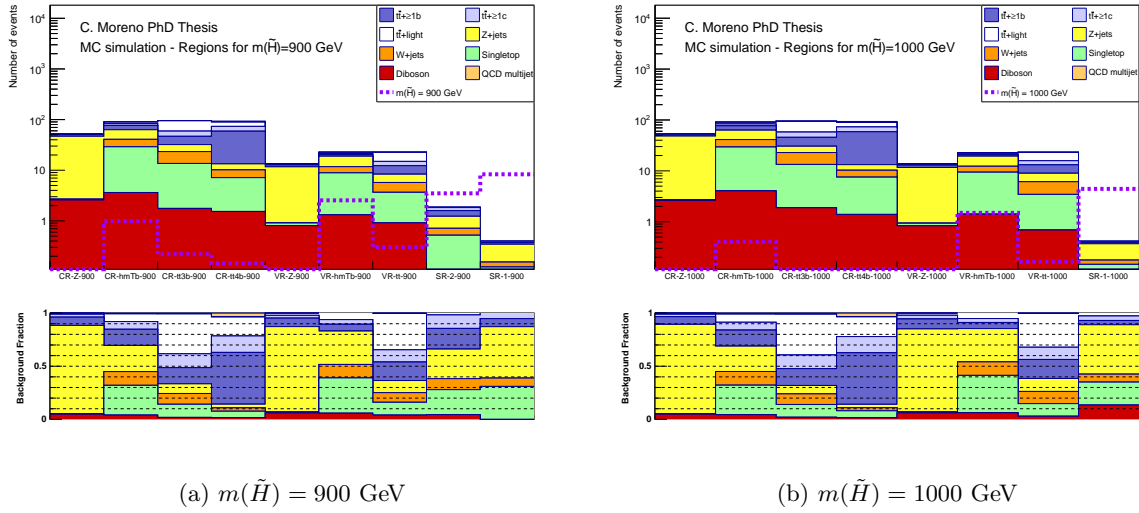 C. Moreno PhD Thesis
MC simulation - Regions for m(H̃)=900 GeV
tt̄+≥1b
tt̄+≥1c
tt̄+light
Z+jets
W+jets
Singletop
Diboson
QCD multijet
m(H̃) = 900 GeV
Number of events
10⁴
10³
10²
10
1
CR-Z-900 CR-hmTb-900 CR-tt3b-900 CR-tt4b-900 VR-Z-900 VR-hmTb-900 VR-tt-900 SR-2-900 SR-1-900
Background Fraction
1
0.5
0
(a) m(H̃) = 900 GeV
C. Moreno PhD Thesis
MC simulation - Regions for m(H̃)=1000 GeV
tt̄+≥1b
tt̄+≥1c
tt̄+light
Z+jets
W+jets
Singletop
Diboson
QCD multijet
m(H̃) = 1000 GeV
Number of events
10⁴
10³
10²
10
1
CR-Z-1000 CR-hmTb-1000 CR-tt3b-1000 CR-tt4b-1000 VR-Z-1000 VR-hmTb-1000 VR-tt-1000 SR-1-1000
Background Fraction
1
0.5
0
(b) m(H̃) = 1000 GeV